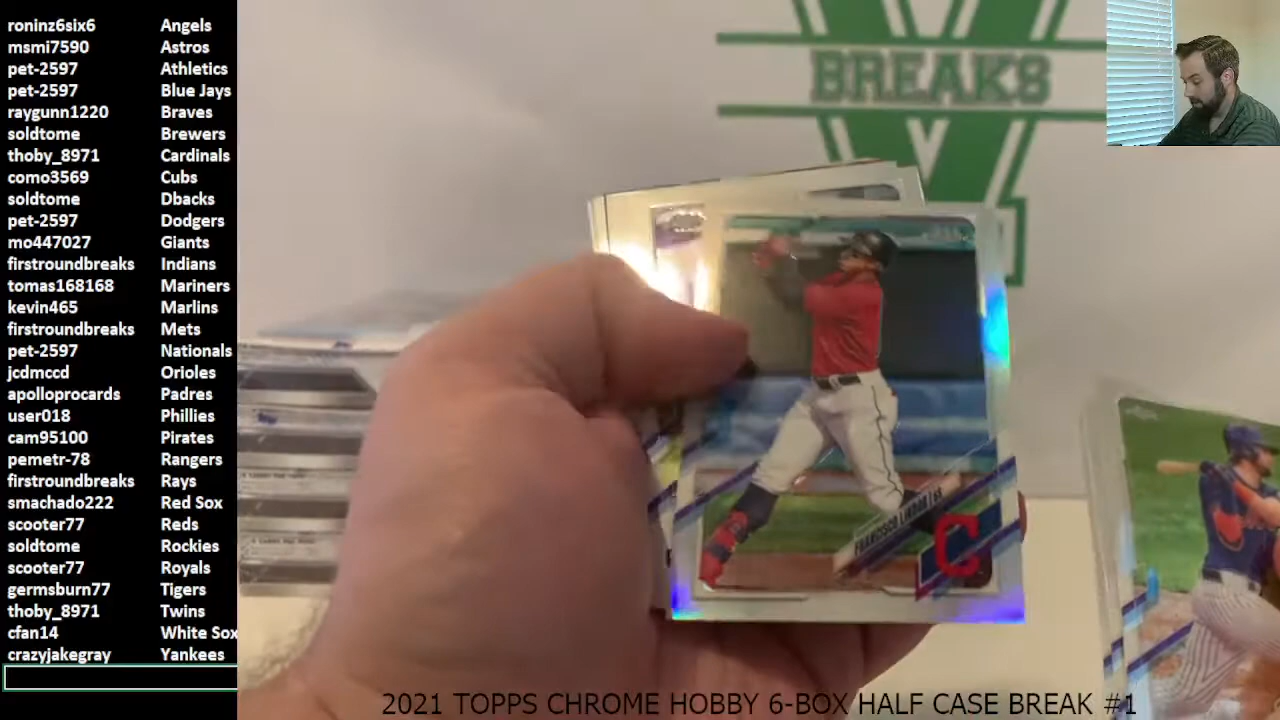 roninz6six6 Angels
msmi7590 Astros
pet-2597 Athletics
pet-2597 Blue Jays
raygunn1220 Braves
soldtome Brewers
thoby_8971 Cardinals
como3569 Cubs
soldtome Dbacks
pet-2597 Dodgers
mo447027 Giants
firstroundbreaks Indians
tomas168168 Mariners
kevin465 Marlins
firstroundbreaks Mets
pet-2597 Nationals
jcdmccd Orioles
apolloprocards Padres
user018 Phillies
cam95100 Pirates
pemetr-78 Rangers
firstroundbreaks Rays
smachado222 Red Sox
scooter77 Reds
soldtome Rockies
scooter77 Royals
germsburn77 Tigers
thoby_8971 Twins
cfan14 White Sox
crazyjakegray Yankees
BREAKS
FRANCISCO LINDOR
C
2021 TOPPS CHROME HOBBY 6-BOX HALF CASE BREAK #1